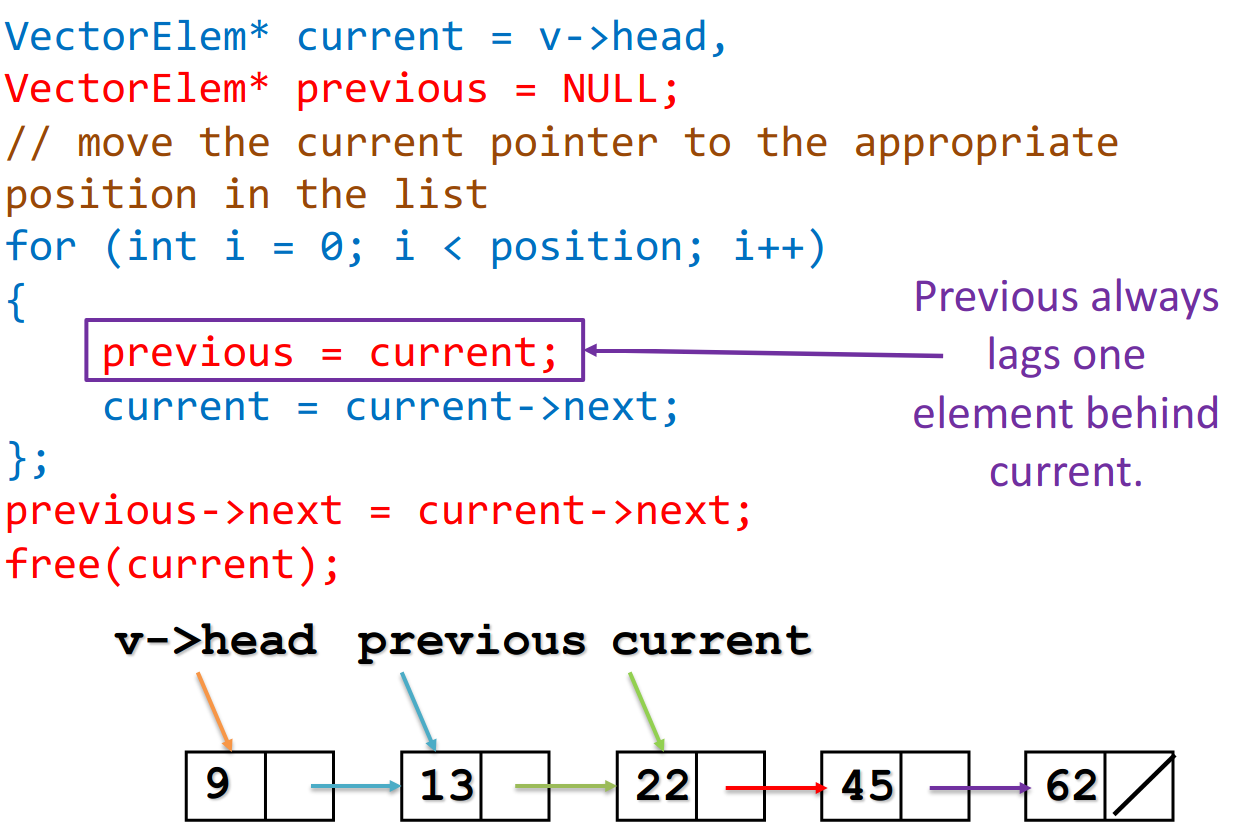 VectorElem* current = v->head,
VectorElem* previous = NULL;
// move the current pointer to the appropriate
position in the list
for (int i = 0; i < position; i++)
{
previous = current;
current = current->next;
};
previous->next = current->next;
free(current);
Previous always
lags one
element behind
current.
v->head previous current
9 13 22 45 62